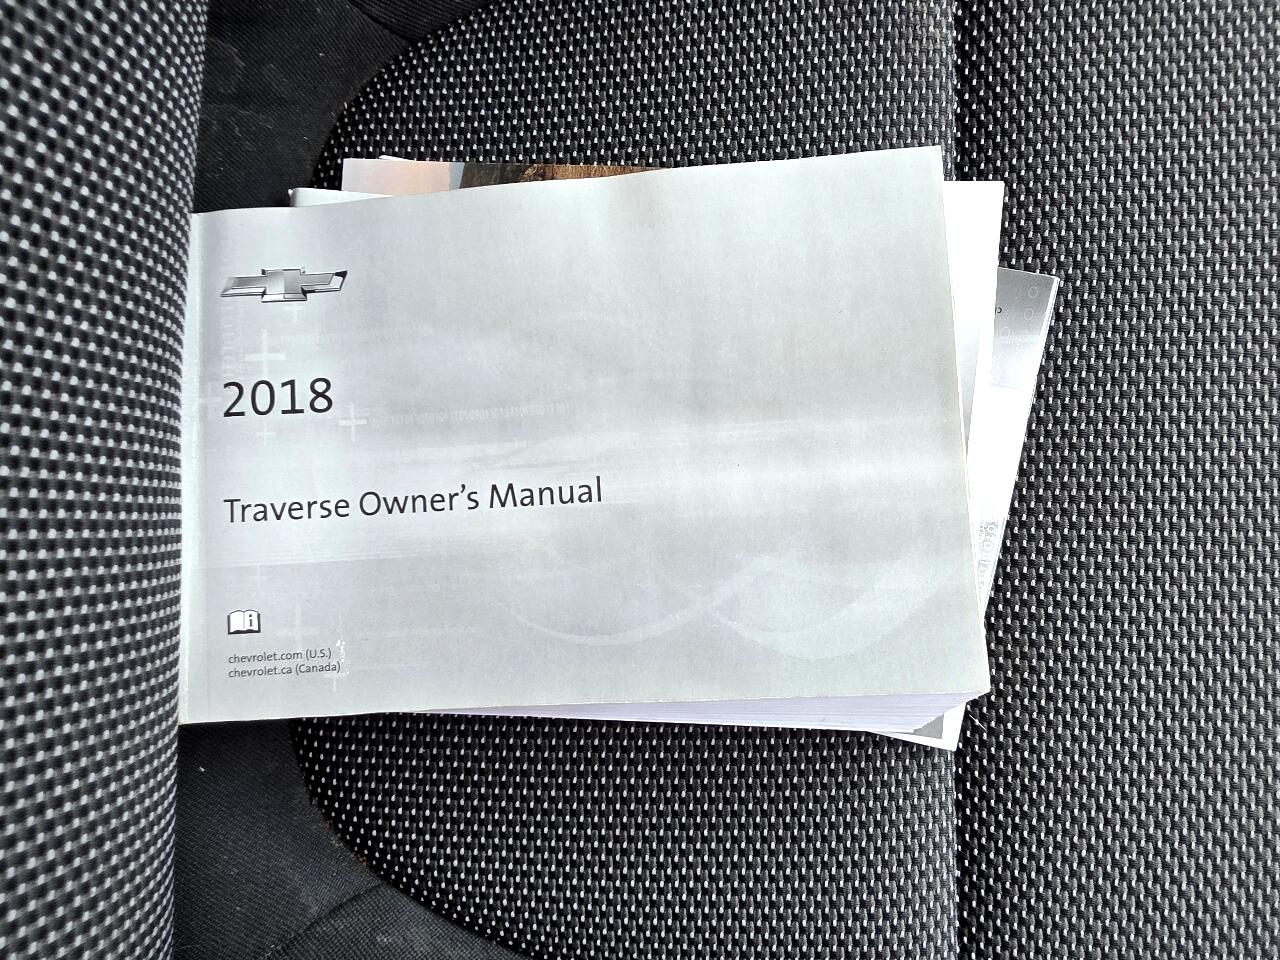 2018
Traverse Owner's Manual
chevrolet.com (U.S.)
chevrolet.ca (Canada)